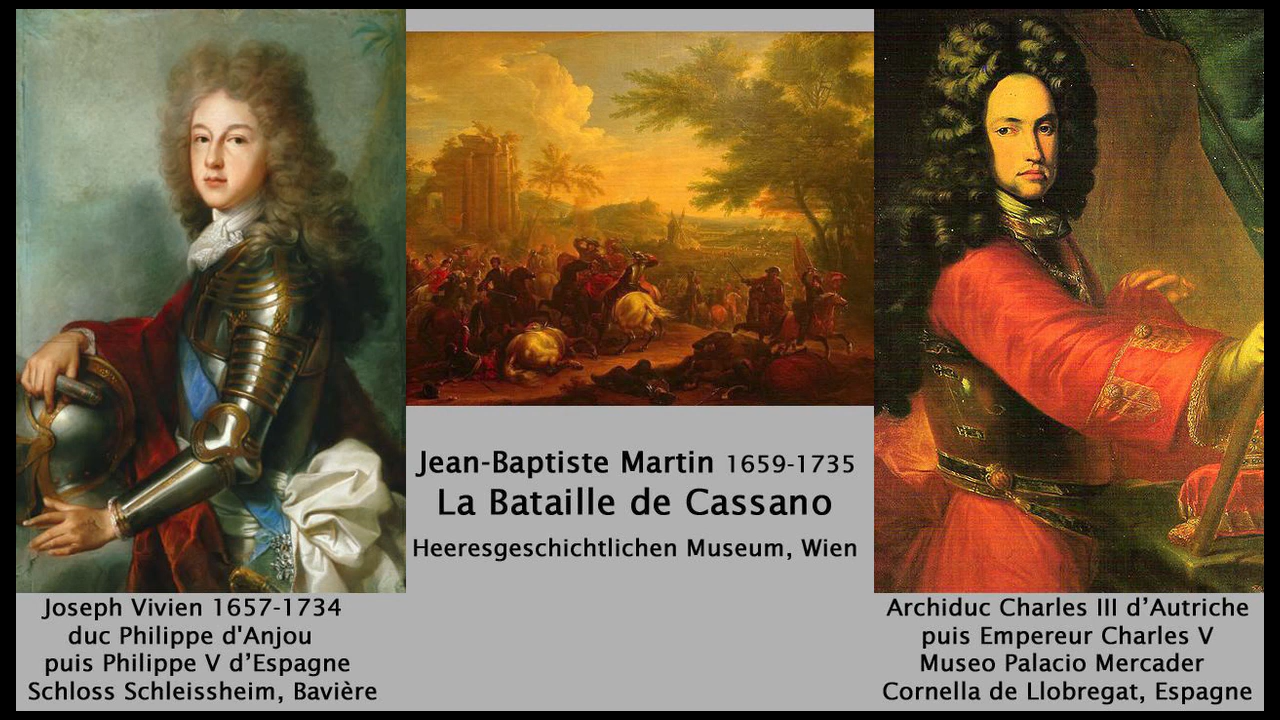 Jean-Baptiste Martin 1659-1735
La Bataille de Cassano
Heeresgeschichtlichen Museum, Wien
Joseph Vivien 1657-1734
duc Philippe d'Anjou
puis Philippe V d’Espagne
Schloss Schleissheim, Bavière
Archiduc Charles III d’Autriche
puis Empereur Charles V
Museo Palacio Mercader
Cornella de Llobregat, Espagne